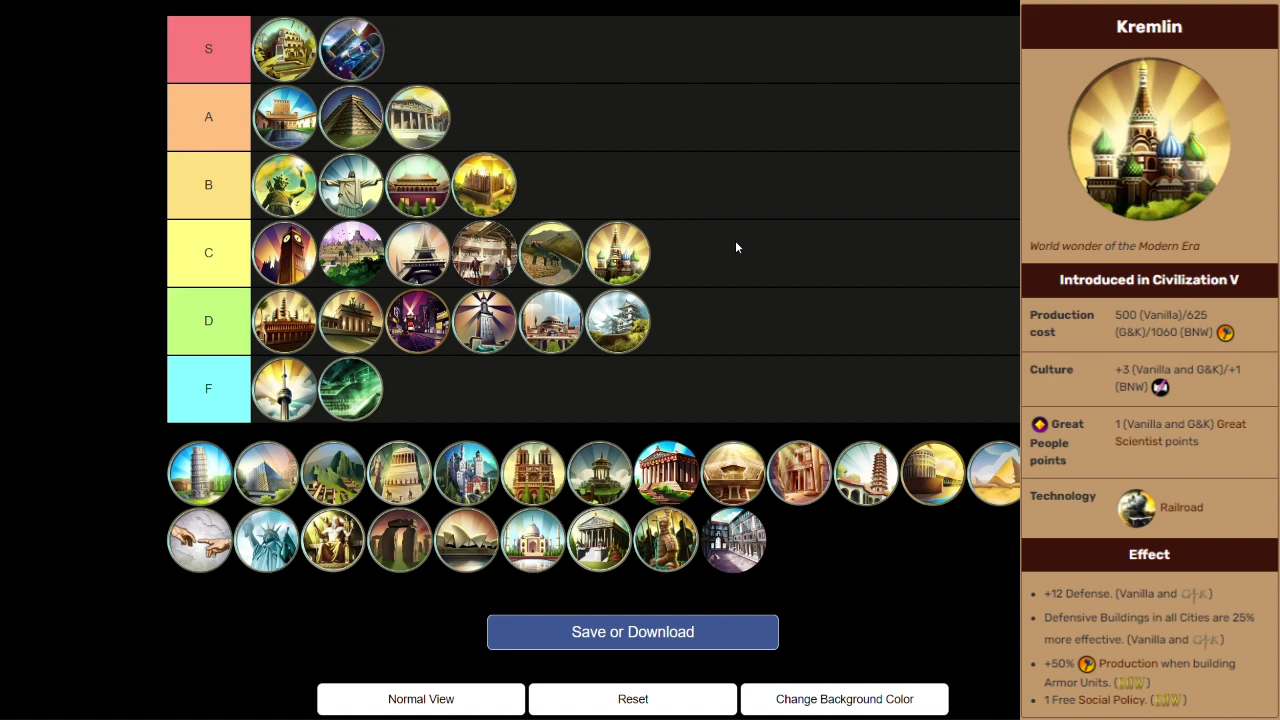 S
A
B
C
D
F
Save or Download
Normal View
Reset
Change Background Color
Kremlin
World wonder of the Modern Era
Introduced in Civilization V
Production cost
500 (Vanilla)/625 (G&K)/1060 (BNW)
Culture
+3 (Vanilla and G&K)/+1 (BNW)
Great People points
1 (Vanilla and G&K) Great Scientist points
Technology
Railroad
Effect
+12 Defense. (Vanilla and G&K)
Defensive Buildings in all Cities are 25%
more effective. (Vanilla and G&K)
+50% Production when building
Armor Units. (BNW)
1 Free Social Policy. (BNW)